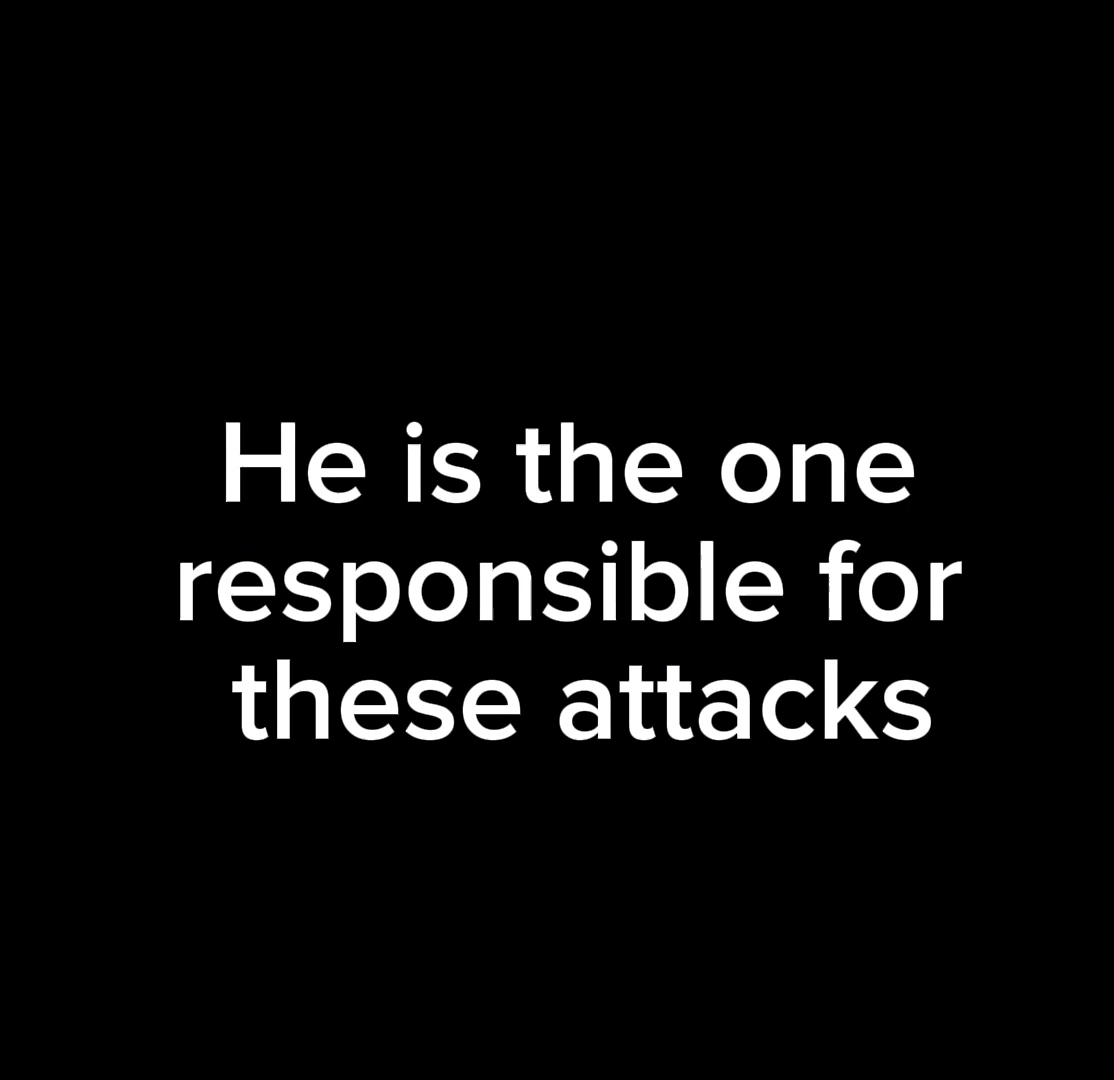 He is the one
responsible for
these attacks